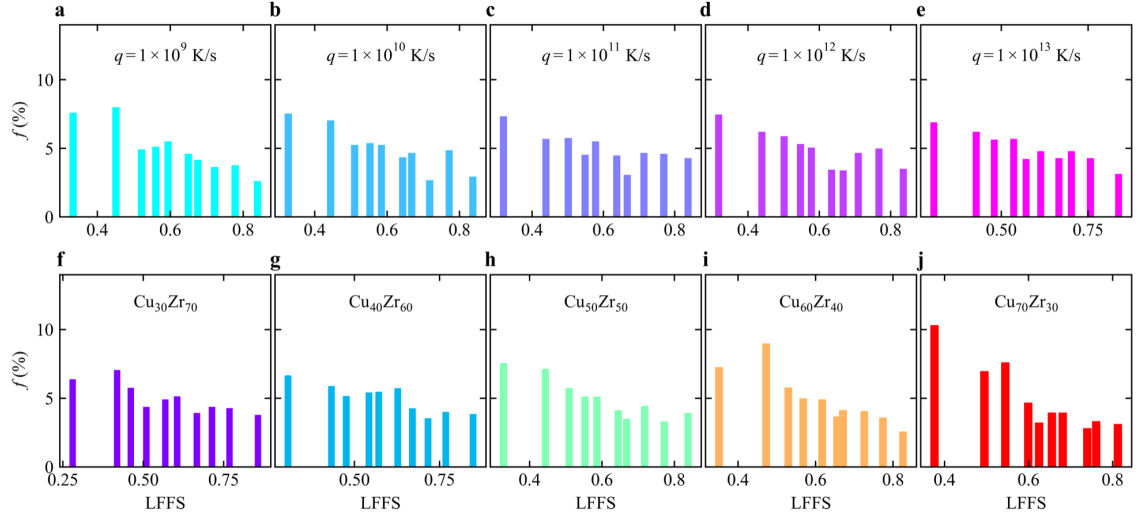 a b c d e
q = 1 × 10⁹ K/s q = 1 × 10¹⁰ K/s q = 1 × 10¹¹ K/s q = 1 × 10¹² K/s q = 1 × 10¹³ K/s
10
f (%)
5
0
0.4 0.6 0.8 0.4 0.6 0.8 0.4 0.6 0.8 0.4 0.6 0.8 0.50 0.75
f g h i j
Cu₃₀Zr₇₀ Cu₄₀Zr₆₀ Cu₅₀Zr₅₀ Cu₆₀Zr₄₀ Cu₇₀Zr₃₀
10
f (%)
5
0
0.25 0.50 0.75 0.50 0.75 0.4 0.6 0.8 0.4 0.6 0.8 0.4 0.6 0.8
LFFS LFFS LFFS LFFS LFFS